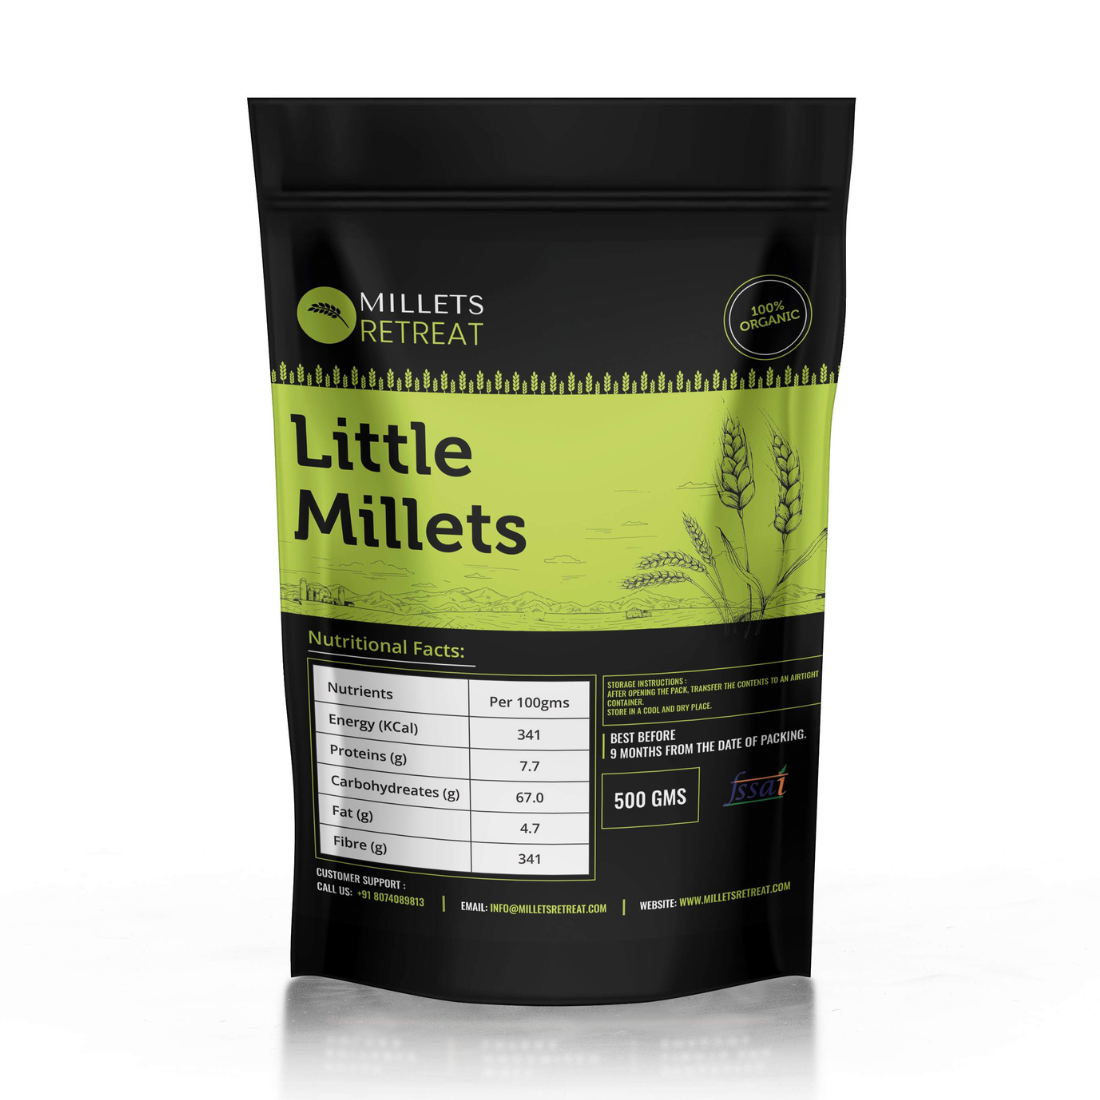 MILLETS
RETREAT
100%
ORGANIC
Little
Millets
Nutritional Facts:
Nutrients Per 100gms
Energy (KCal) 341
Proteins (g) 7.7
Carbohydreates (g) 67.0
Fat (g) 4.7
Fibre (g) 341
STORAGE INSTRUCTIONS :
AFTER OPENING THE PACK, TRANSFER THE CONTENTS TO AN AIRTIGHT
CONTAINER.
STORE IN A COOL AND DRY PLACE.
BEST BEFORE
9 MONTHS FROM THE DATE OF PACKING.
500 GMS
fssai
CUSTOMER SUPPORT :
CALL US: +91 8074089813 | EMAIL: INFO@MILLETSRETREAT.COM | WEBSITE: WWW.MILLETSRETREAT.COM